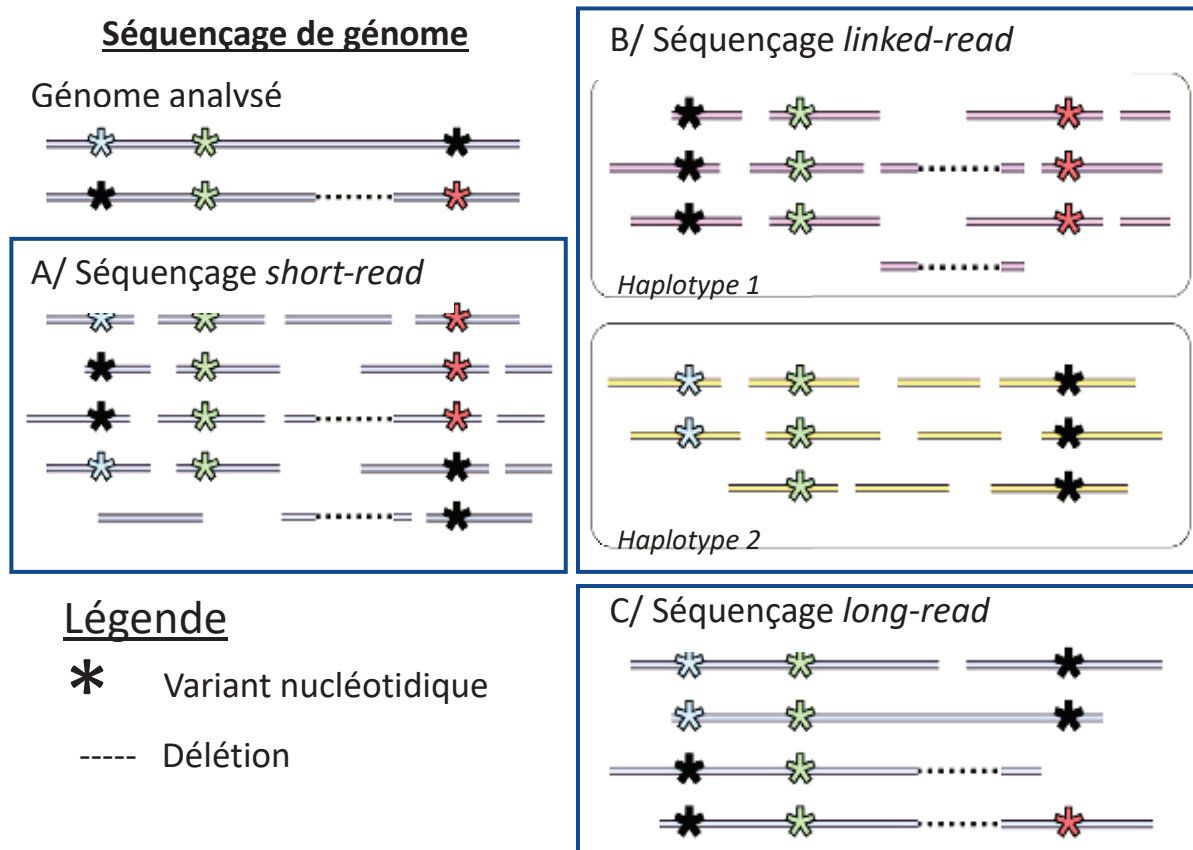 Séquençage de génome
Génome analysé
A/ Séquençage short-read
Légende
* Variant nucléotidique
----- Délétion
B/ Séquençage linked-read
Haplotype 1
Haplotype 2
C/ Séquençage long-read